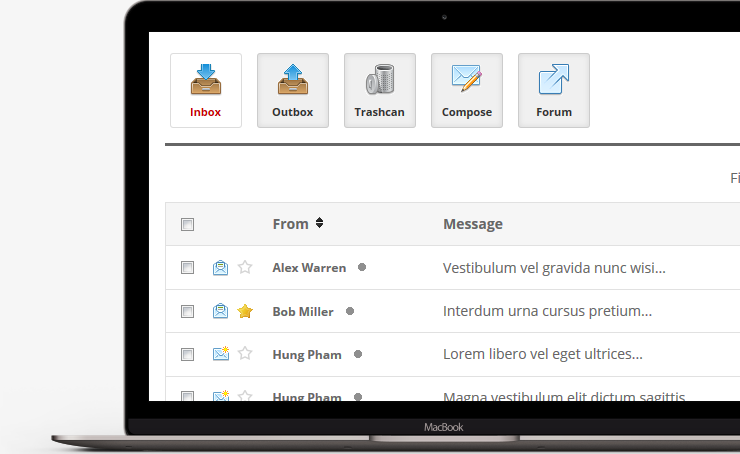 Inbox Outbox Trashcan Compose Forum
From Message
Alex Warren Vestibulum vel gravida nunc wisi...
Bob Miller Interdum urna cursus pretium...
Hung Pham Lorem libero vel eget ultrices...
Hung Pham Magna vestibulum elit dictum sagittis
MacBook